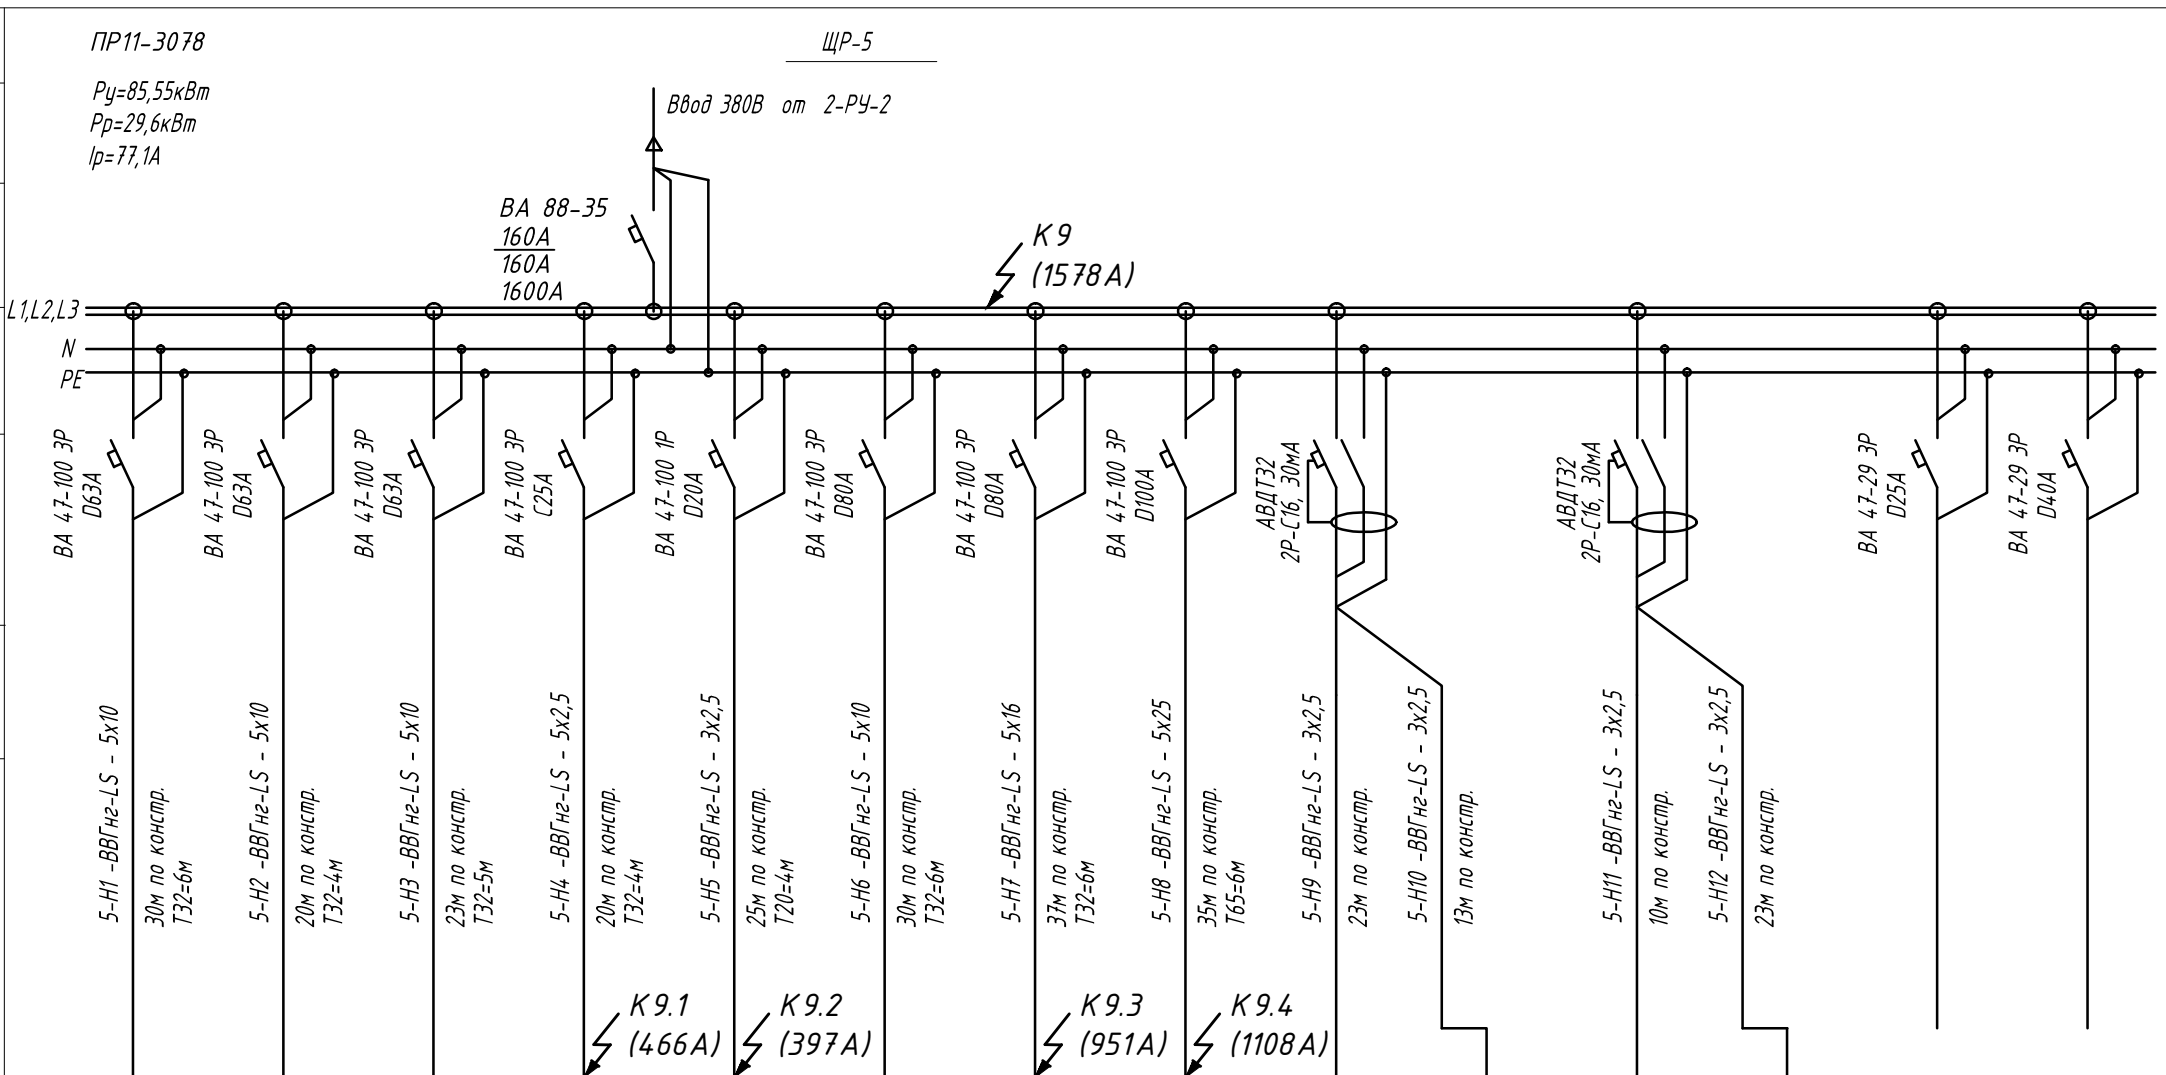 ПР11-3078
ЩР-5
Ру=85,55кВт
Рр=29,6кВт
Iр=77,1А
Ввод 380В от 2-РУ-2
ВА 88-35
160А
160А
1600А
К9
(1578А)
L1,L2,L3
N
PE
ВА 47-100 3Р
D63А
ВА 47-100 3Р
D63А
ВА 47-100 3Р
D63А
ВА 47-100 3Р
С25А
ВА 47-100 1Р
D20А
ВА 47-100 3Р
D80А
ВА 47-100 3Р
D80А
ВА 47-100 3Р
D100А
АВДТ32
2Р-С16, 30мА
АВДТ32
2Р-С16, 30мА
ВА 47-29 3Р
D25А
ВА 47-29 3Р
D40А
5-Н1 -ВВГнг-LS - 5х10
30м по констр.
Т32=6м
5-Н2 -ВВГнг-LS - 5х10
20м по констр.
Т32=4м
5-Н3 -ВВГнг-LS - 5х10
23м по констр.
Т32=5м
5-Н4 -ВВГнг-LS - 5х2,5
20м по констр.
Т32=4м
5-Н5 -ВВГнг-LS - 3х2,5
25м по констр.
Т20=4м
5-Н6 -ВВГнг-LS - 5х10
30м по констр.
Т32=6м
5-Н7 -ВВГнг-LS - 5х16
37м по констр.
Т32=6м
5-Н8 -ВВГнг-LS - 5х25
35м по констр.
Т65=6м
5-Н9 -ВВГнг-LS - 3х2,5
23м по констр.
5-Н10 -ВВГнг-LS - 3х2,5
13м по констр.
5-Н11 -ВВГнг-LS - 3х2,5
10м по констр.
5-Н12 -ВВГнг-LS - 3х2,5
23м по констр.
К9.1
(466А)
К9.2
(397А)
К9.3
(951А)
К9.4
(1108А)